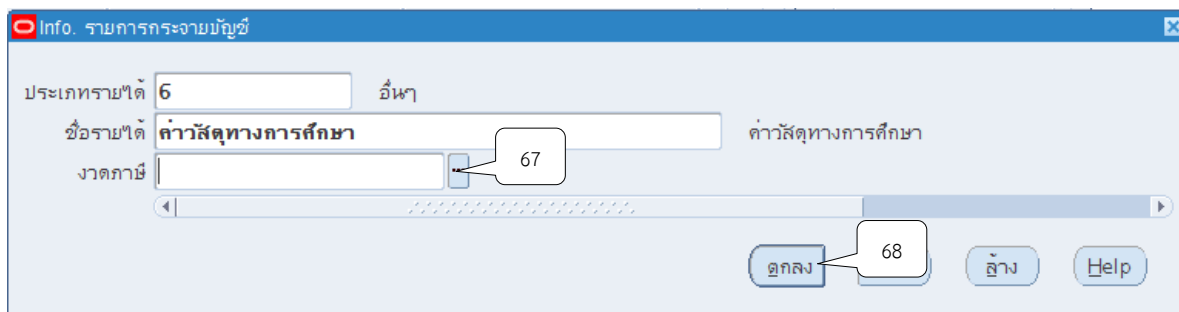 Info. รายการกระจายบัญชี
ประเภทรายได้ 6 อื่นๆ
ชื่อรายได้ ค่าวัสดุทางการศึกษา ค่าวัสดุทางการศึกษา
งวดภาษี ... 67
ตกลง 68 ล้าง Help